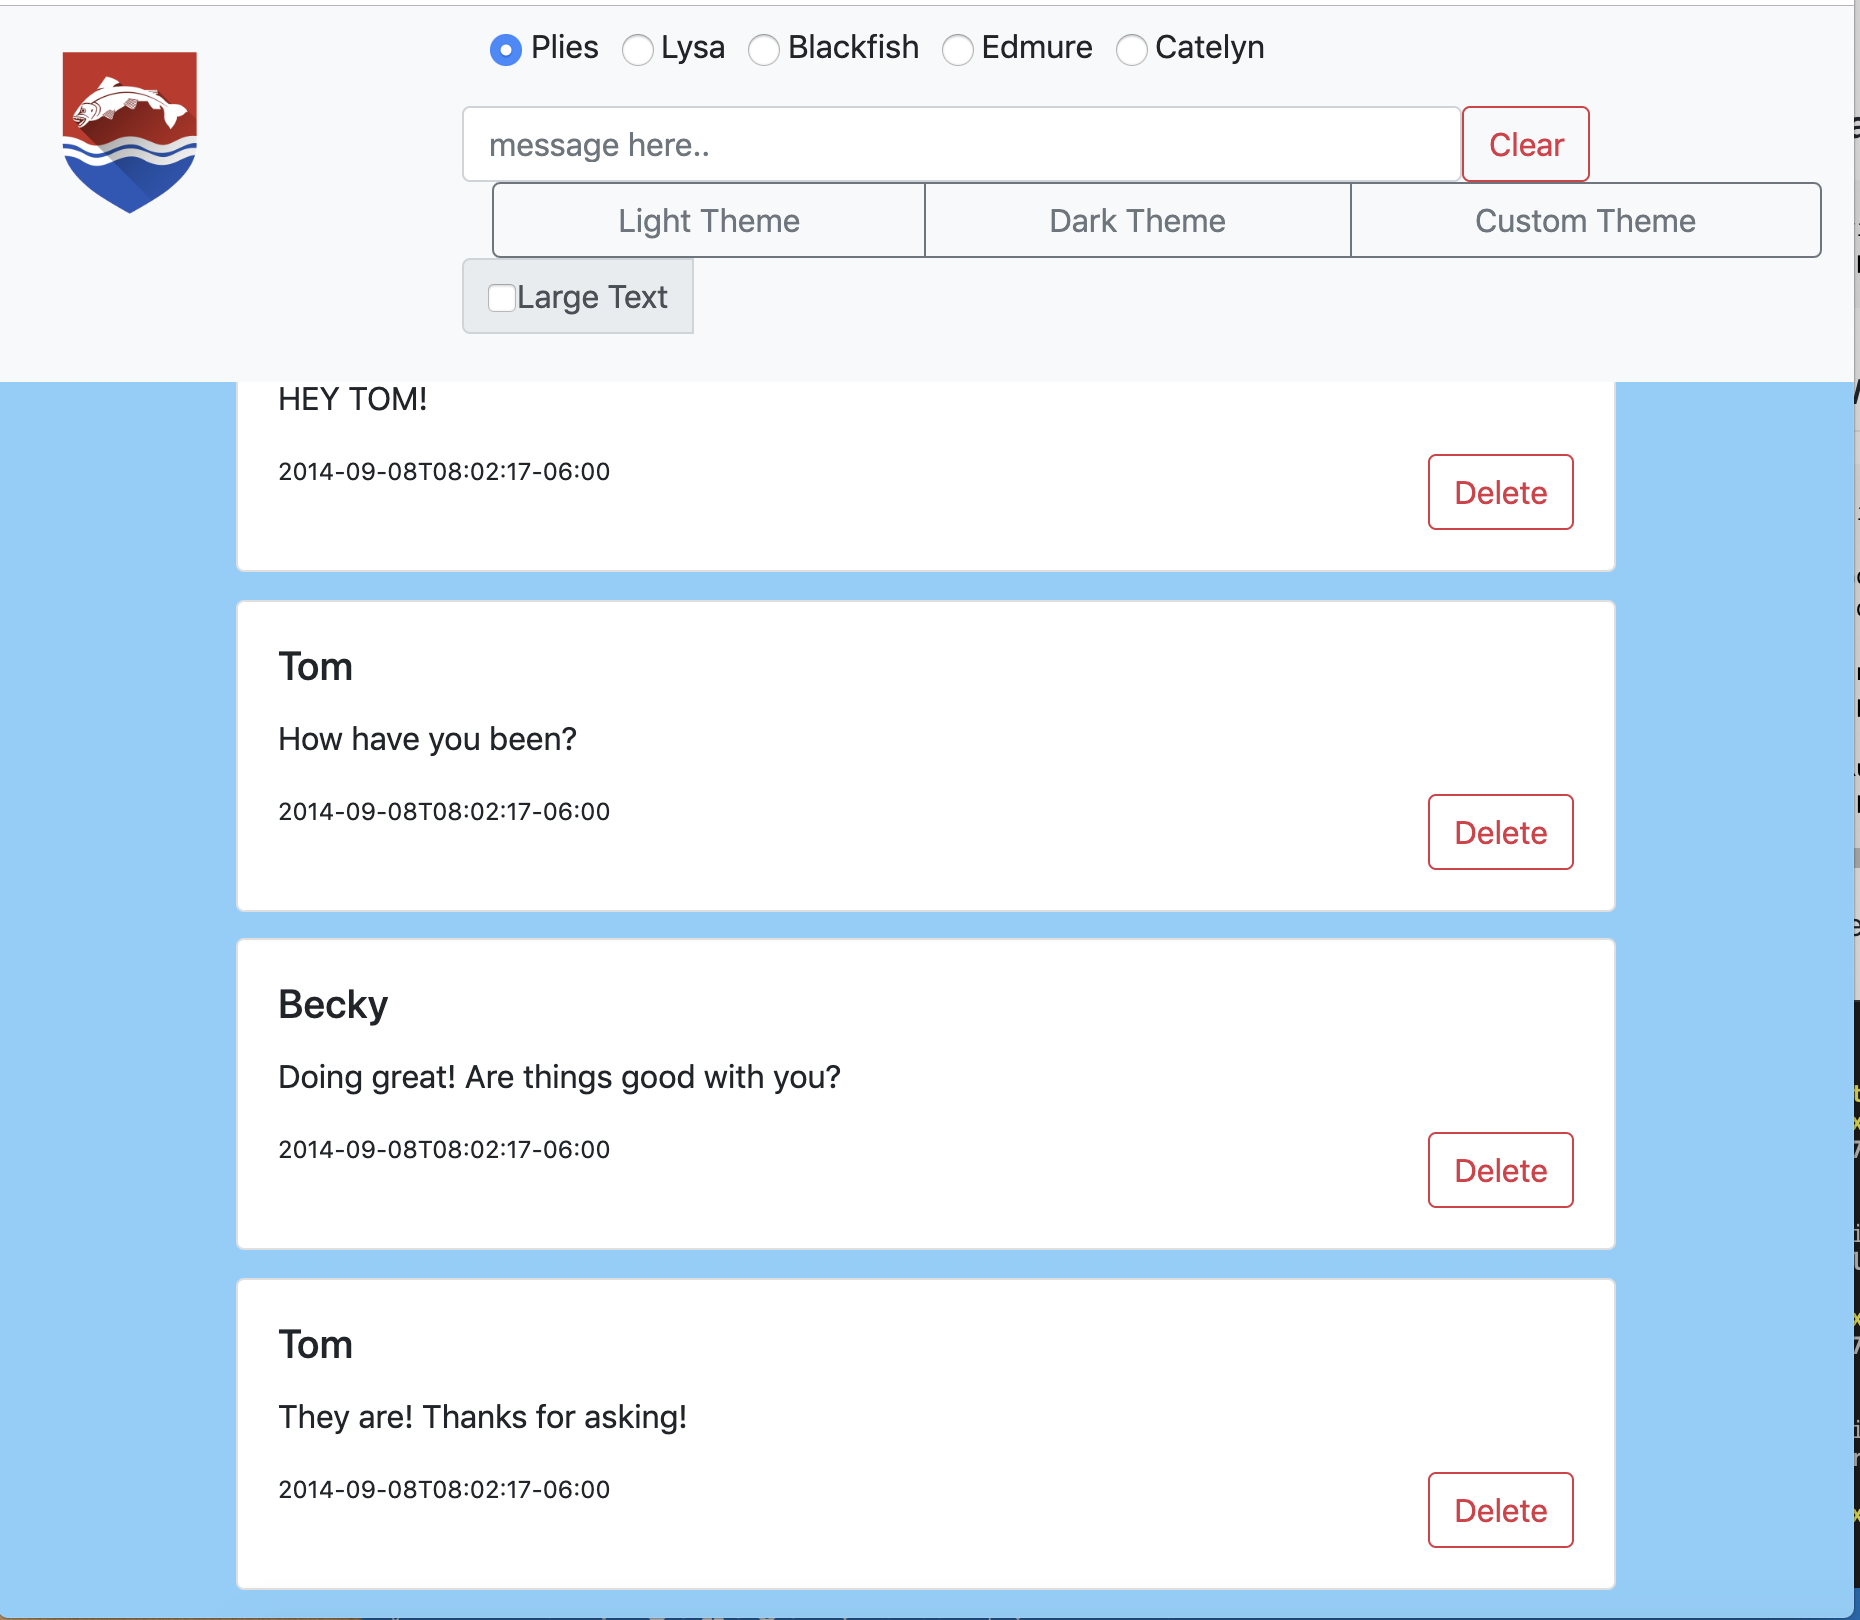 Plies Lysa Blackfish Edmure Catelyn
message here.. Clear
Light Theme Dark Theme Custom Theme
Large Text
HEY TOM!
2014-09-08T08:02:17-06:00
Delete
Tom
How have you been?
2014-09-08T08:02:17-06:00
Delete
Becky
Doing great! Are things good with you?
2014-09-08T08:02:17-06:00
Delete
Tom
They are! Thanks for asking!
2014-09-08T08:02:17-06:00
Delete